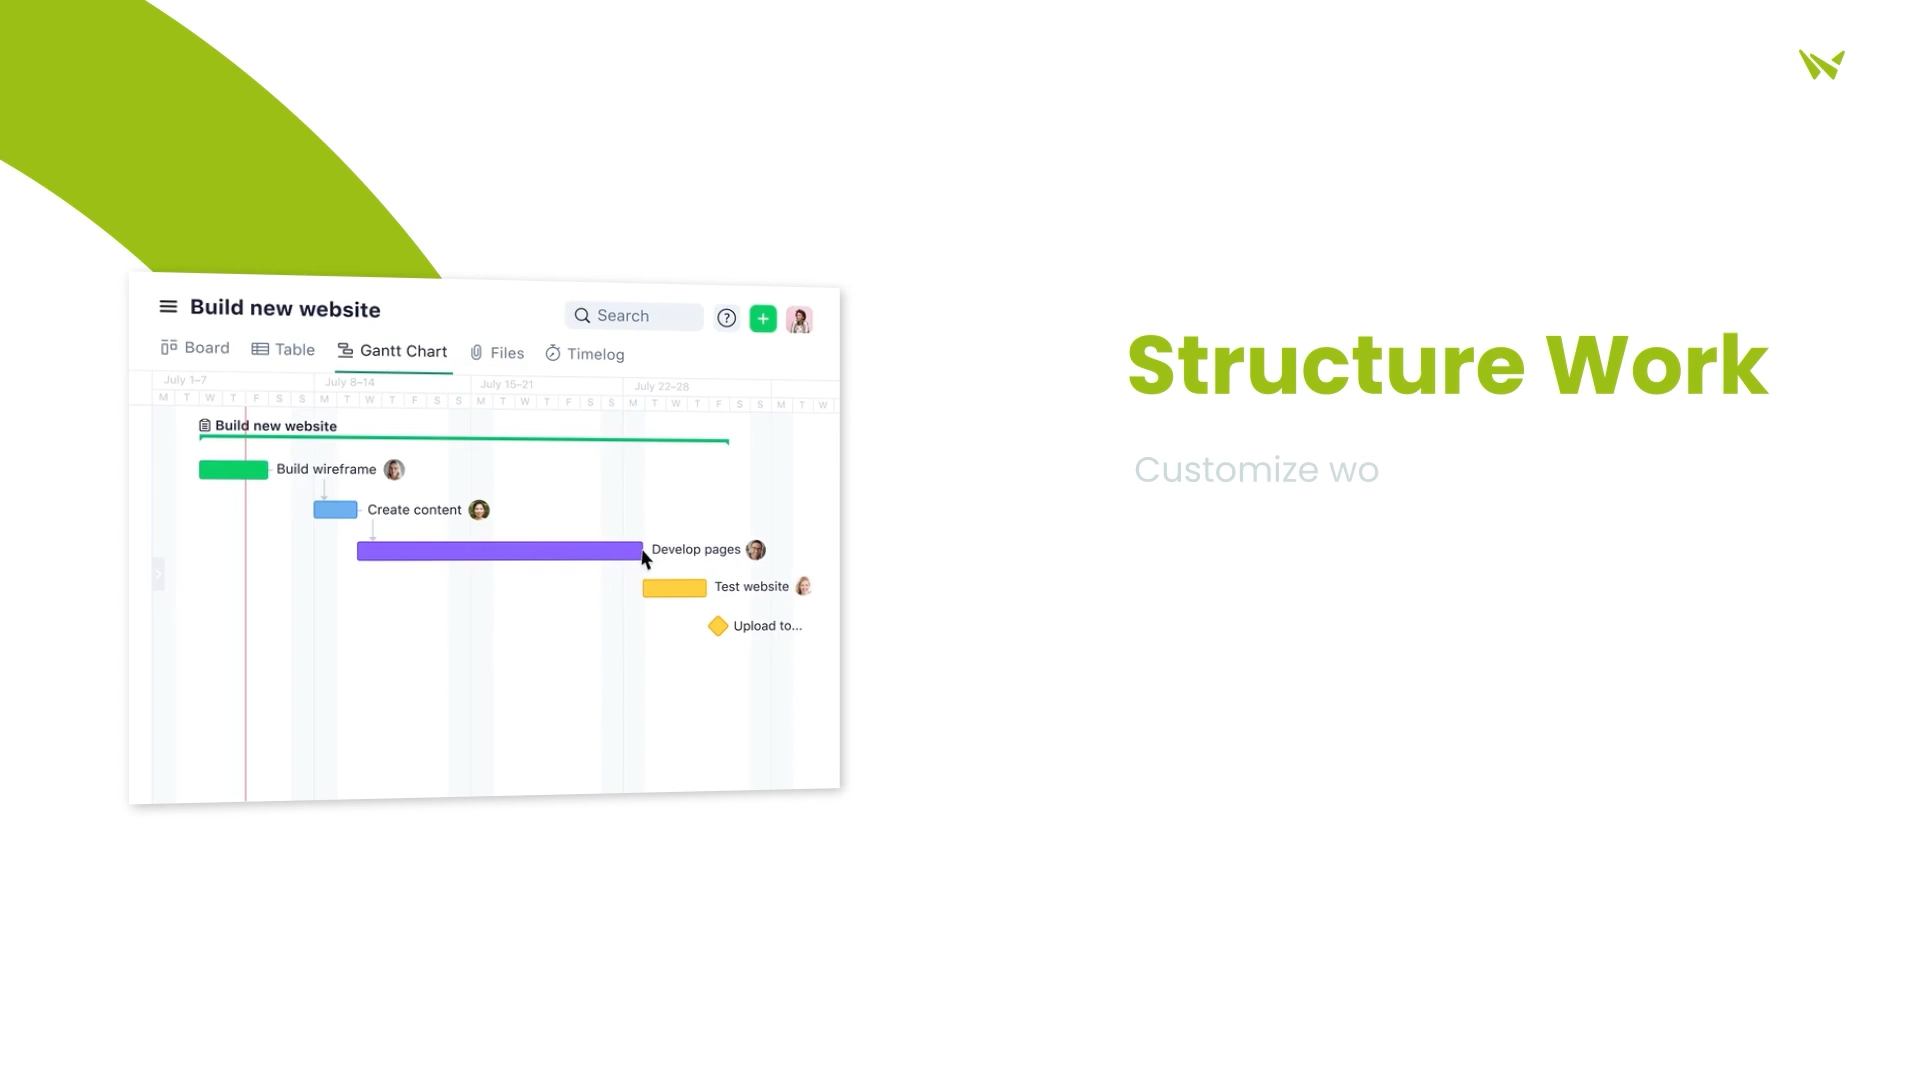 Build new website
Search
Board
Table
Gantt Chart
Files
Timelog
July 1–7
July 8–14
July 15–21
July 22–28
M T W T F S S M T W T F S S M T W T F S S M T W T F S S M T W
Build new website
Build wireframe
Create content
Develop pages
Test website
Upload to...
Structure Work
Customize wo